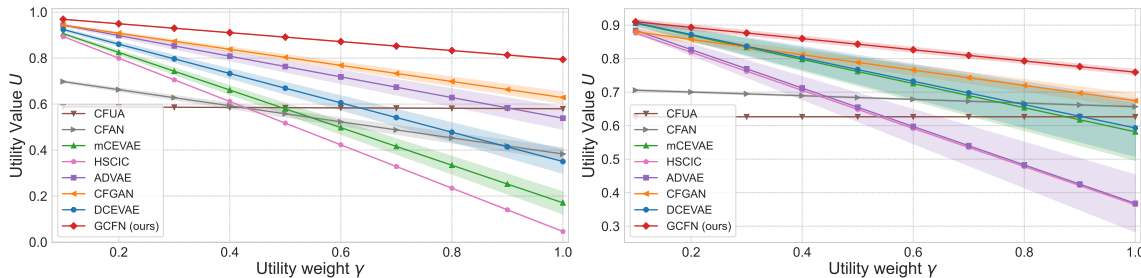 1.0
0.8
0.6
0.4
0.2
0.0
Utility Value U
CFUA
CFAN
mCEVAE
HSCIC
ADVAE
CFGAN
DCEVAE
GCFN (ours)
0.2 0.4 0.6 0.8 1.0
Utility weight γ
0.9
0.8
0.7
0.6
0.5
0.4
0.3
Utility Value U
CFUA
CFAN
mCEVAE
HSCIC
ADVAE
CFGAN
DCEVAE
GCFN (ours)
0.2 0.4 0.6 0.8 1.0
Utility weight γ